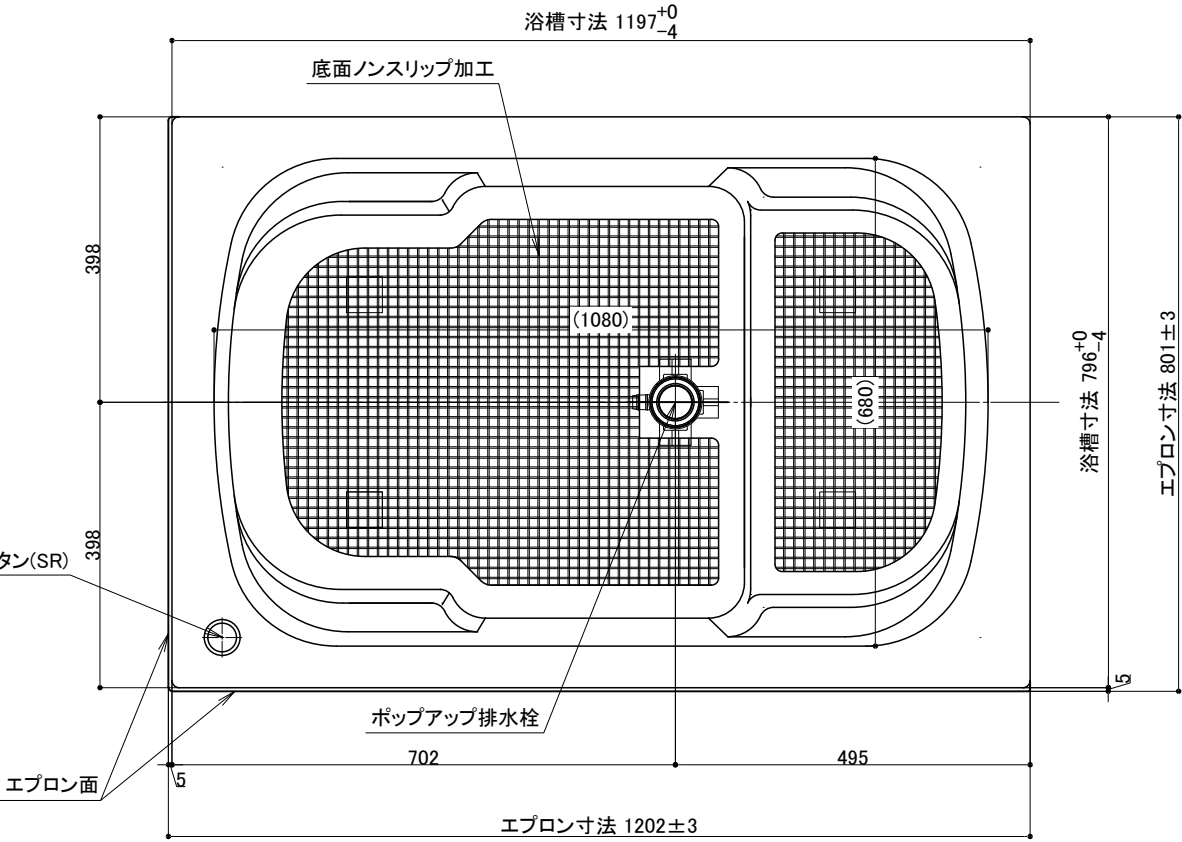 浴槽寸法 1197 +0 -4
底面ノンスリップ加工
398
(1080)
(680)
浴槽寸法 796 +0 -4
エプロン寸法 801±3
398
タン(SR)
5
ポップアップ排水栓
702
495
エプロン面
5
エプロン寸法 1202±3